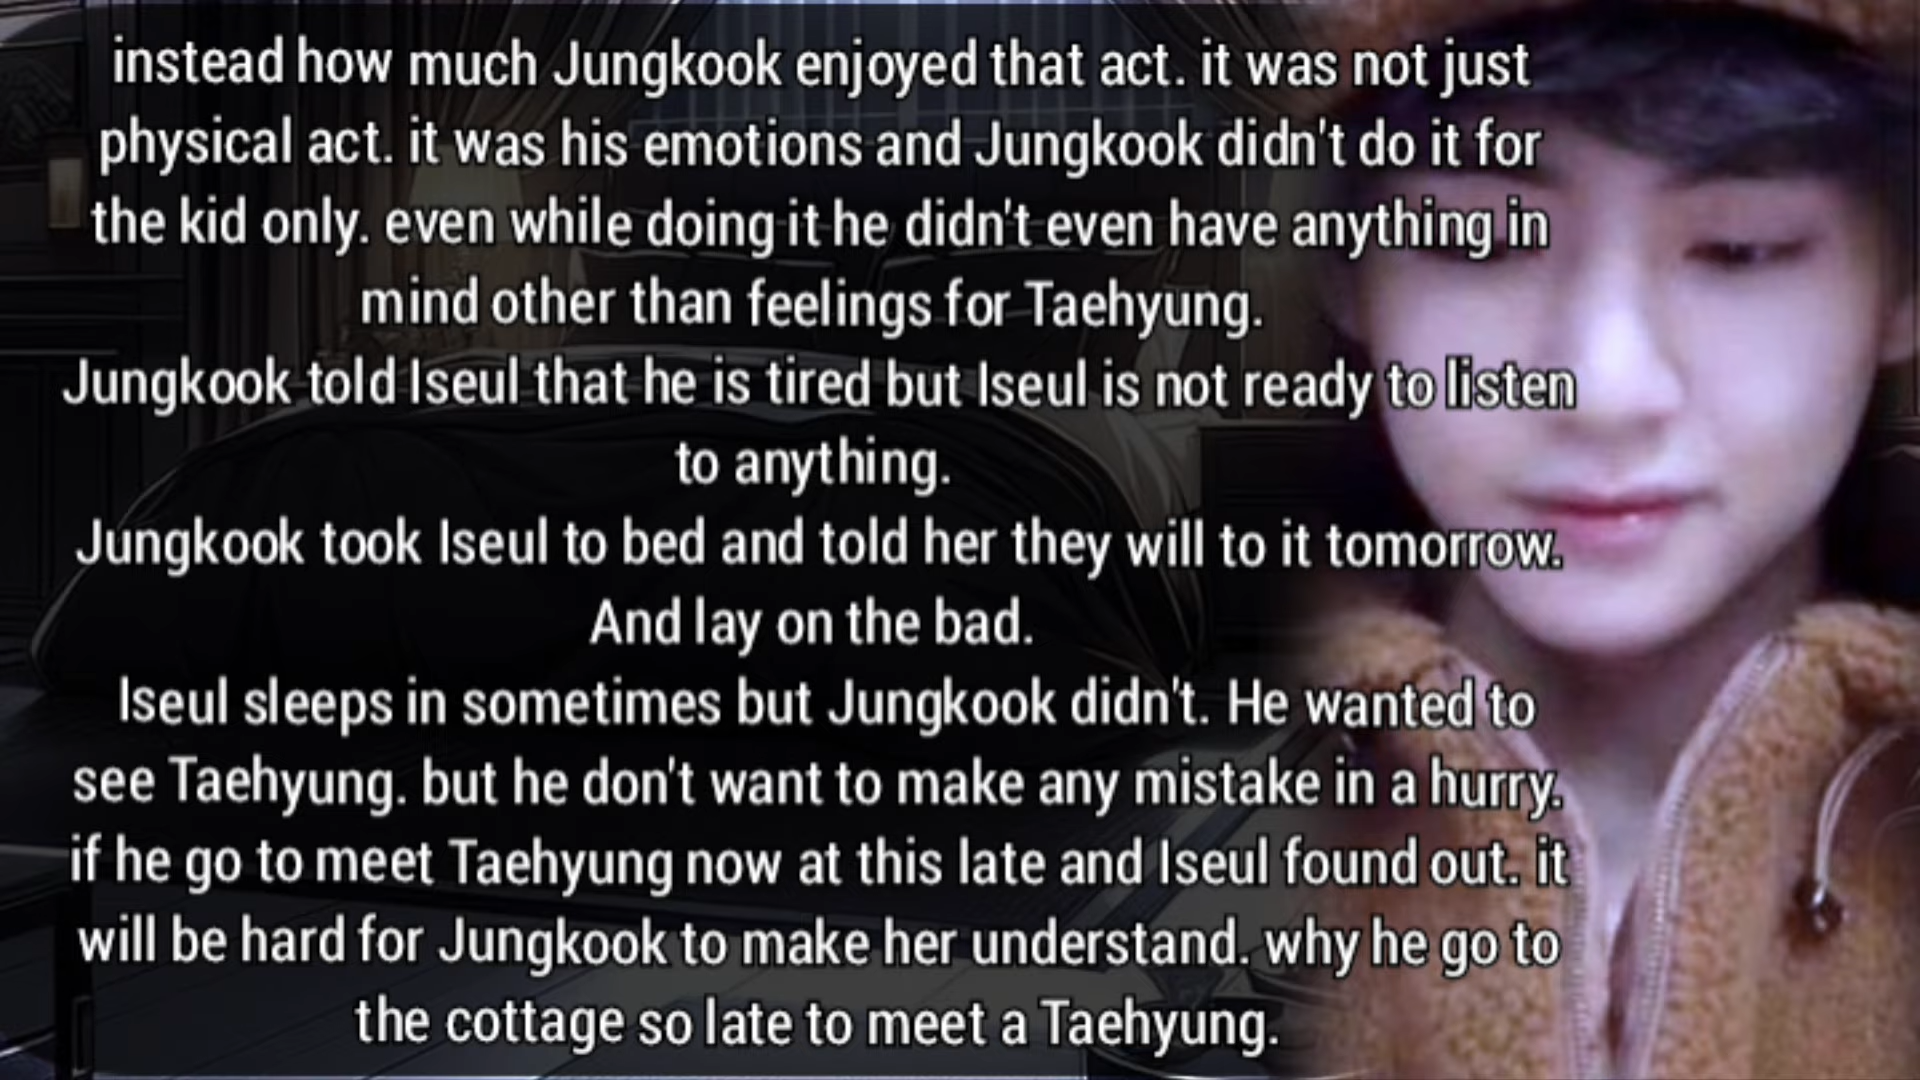 instead how much Jungkook enjoyed that act. it was not just
physical act. it was his emotions and Jungkook didn't do it for
the kid only. even while doing it he didn't even have anything in
mind other than feelings for Taehyung.
Jungkook told Iseul that he is tired but Iseul is not ready to listen
to anything.
Jungkook took Iseul to bed and told her they will to it tomorrow.
And lay on the bad.
Iseul sleeps in sometimes but Jungkook didn't. He wanted to
see Taehyung. but he don't want to make any mistake in a hurry.
if he go to meet Taehyung now at this late and Iseul found out. it
will be hard for Jungkook to make her understand. why he go to
the cottage so late to meet a Taehyung.